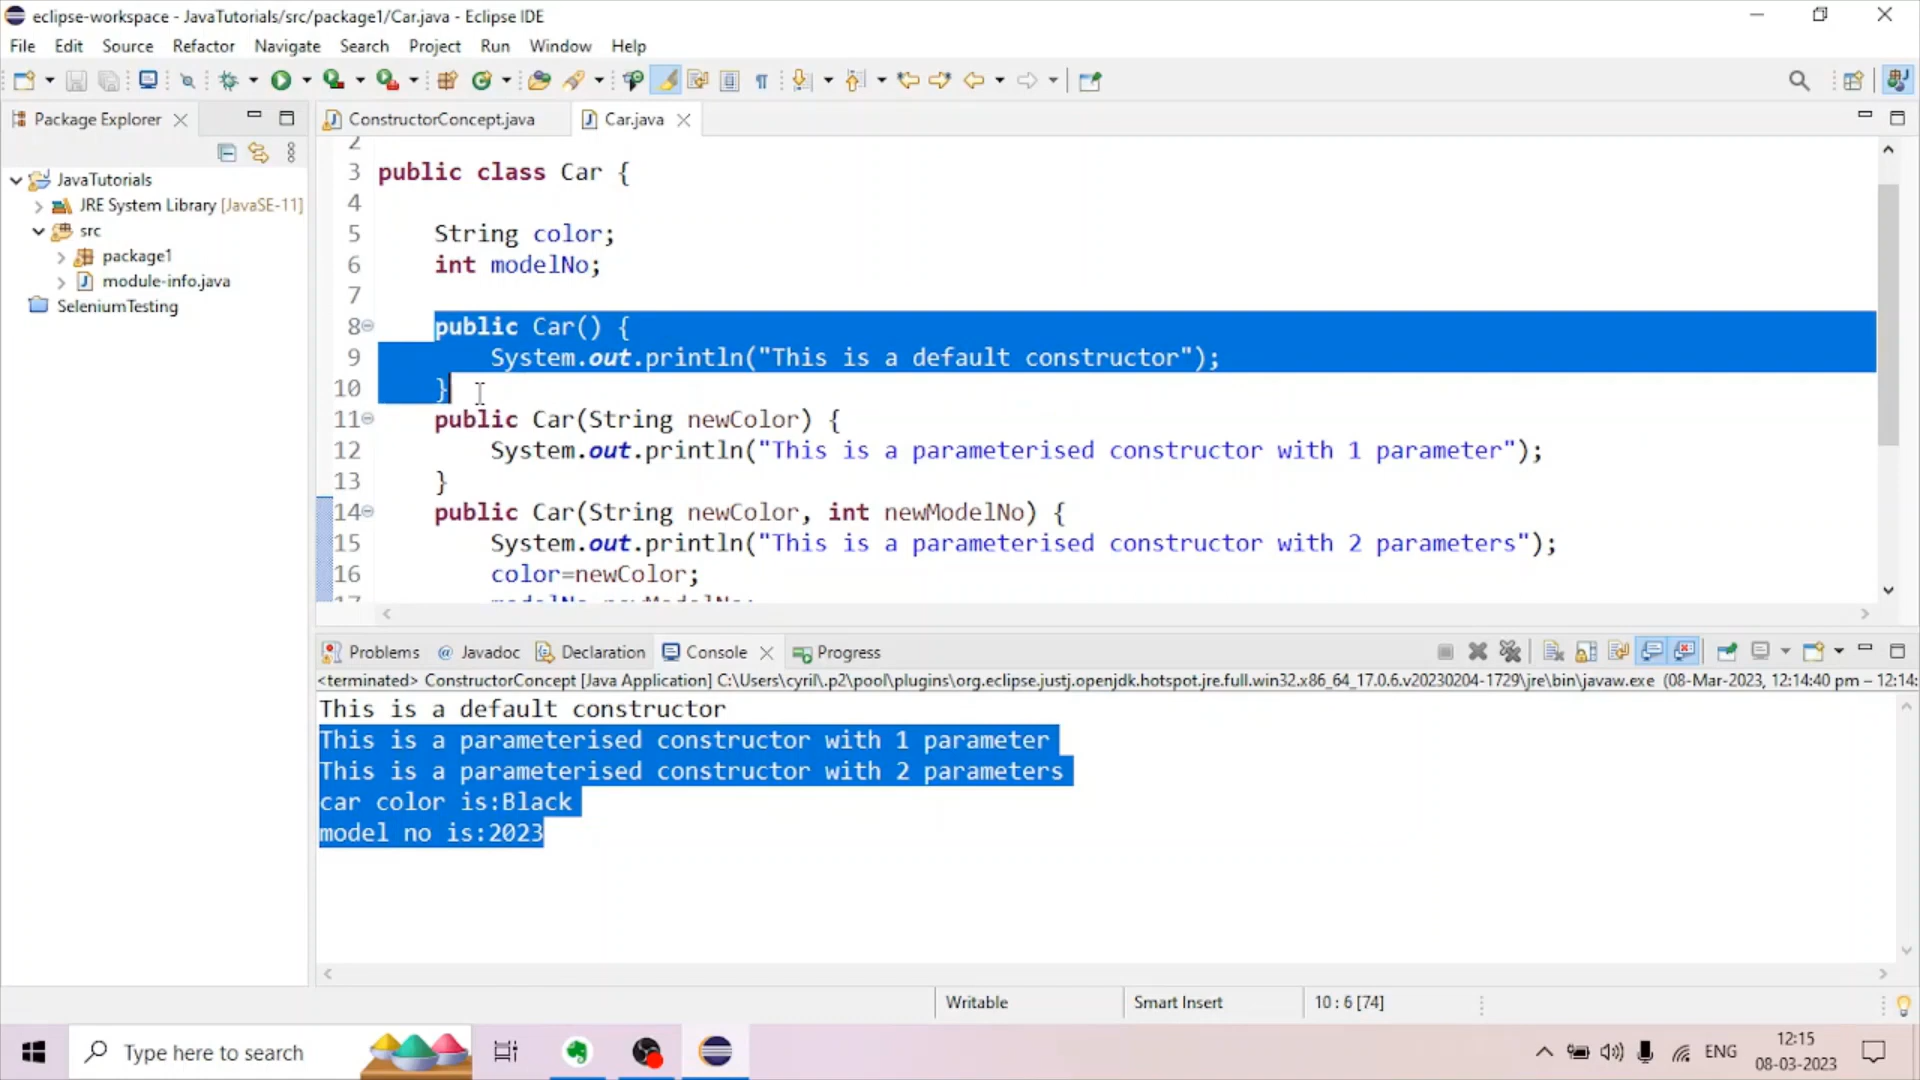 eclipse-workspace - JavaTutorials/src/package1/Car.java - Eclipse IDE
File Edit Source Refactor Navigate Search Project Run Window Help
Package Explorer
ConstructorConcept.java
Car.java
JavaTutorials
JRE System Library [JavaSE-11]
src
package1
module-info.java
SeleniumTesting
2
3 public class Car {
4
5 String color;
6 int modelNo;
7
8 public Car() {
9 System.out.println("This is a default constructor");
10 }
11 public Car(String newColor) {
12 System.out.println("This is a parameterised constructor with 1 parameter");
13 }
14 public Car(String newColor, int newModelNo) {
15 System.out.println("This is a parameterised constructor with 2 parameters");
16 color=newColor;
Problems @ Javadoc Declaration Console Progress
<terminated> ConstructorConcept [Java Application] C:\Users\cyril\.p2\pool\plugins\org.eclipse.justj.openjdk.hotspot.jre.full.win32.x86_64_17.0.6.v20230204-1729\jre\bin\javaw.exe (08-Mar-2023, 12:14:40 pm – 12:14:
This is a default constructor
This is a parameterised constructor with 1 parameter
This is a parameterised constructor with 2 parameters
car color is:Black
model no is:2023
Writable
Smart Insert
10 : 6 [74]
Type here to search
ENG
12:15
08-03-2023